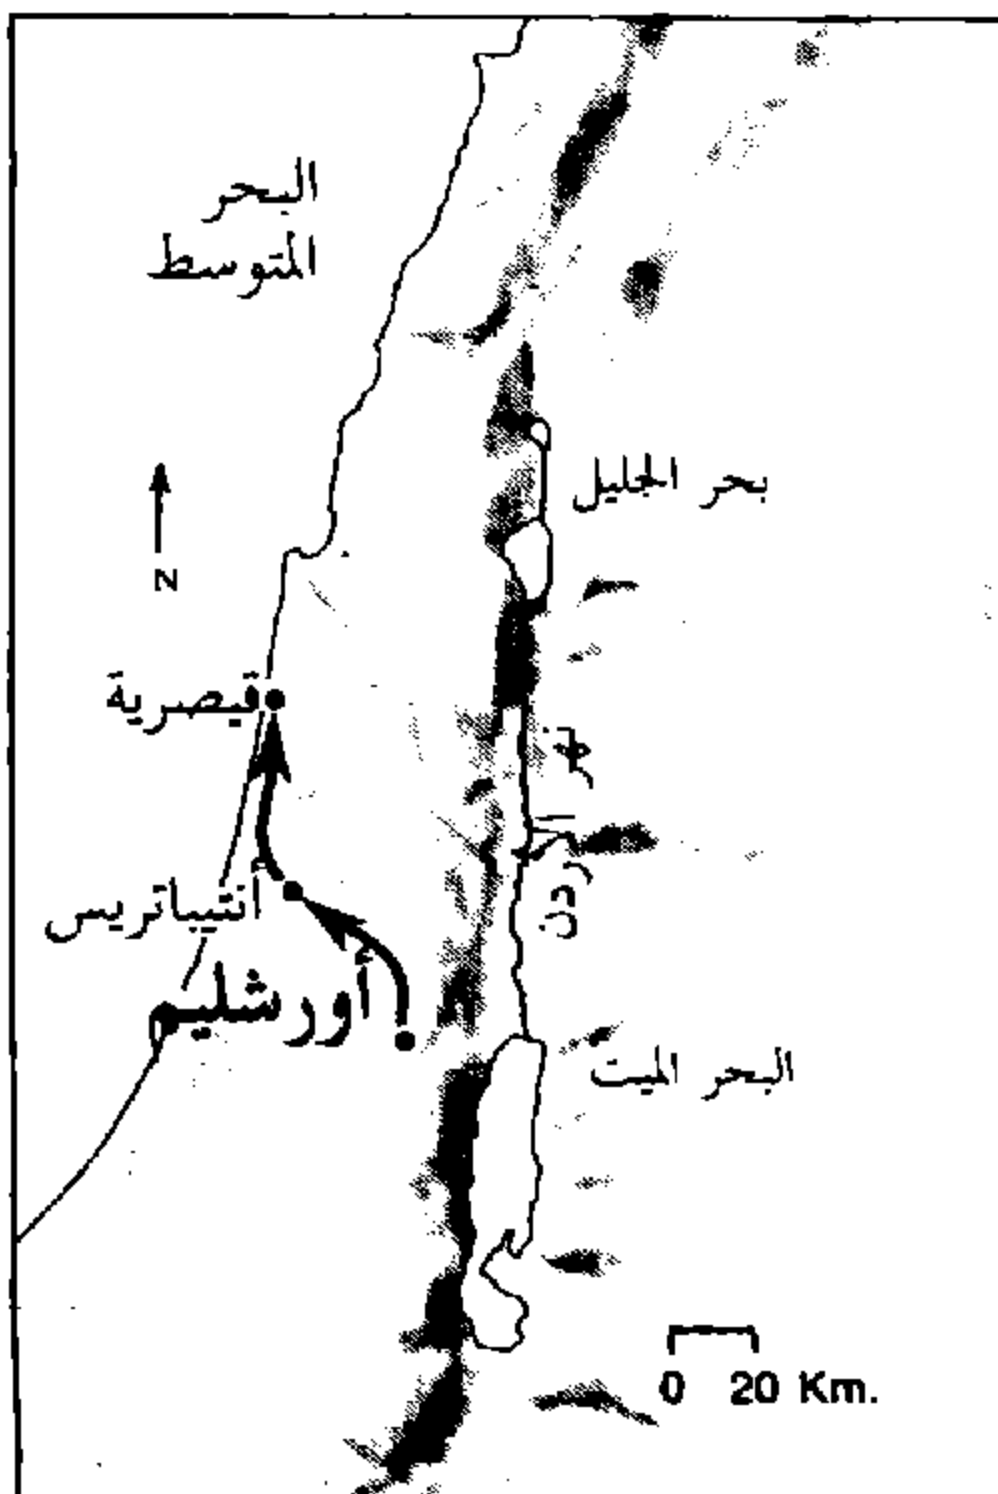 البحر
المتوسط
بحر الجليل
N
قيصرية
نهر
الأردن
أنتيباتريس
أورشليم
البحر الميت
0 20 Km.